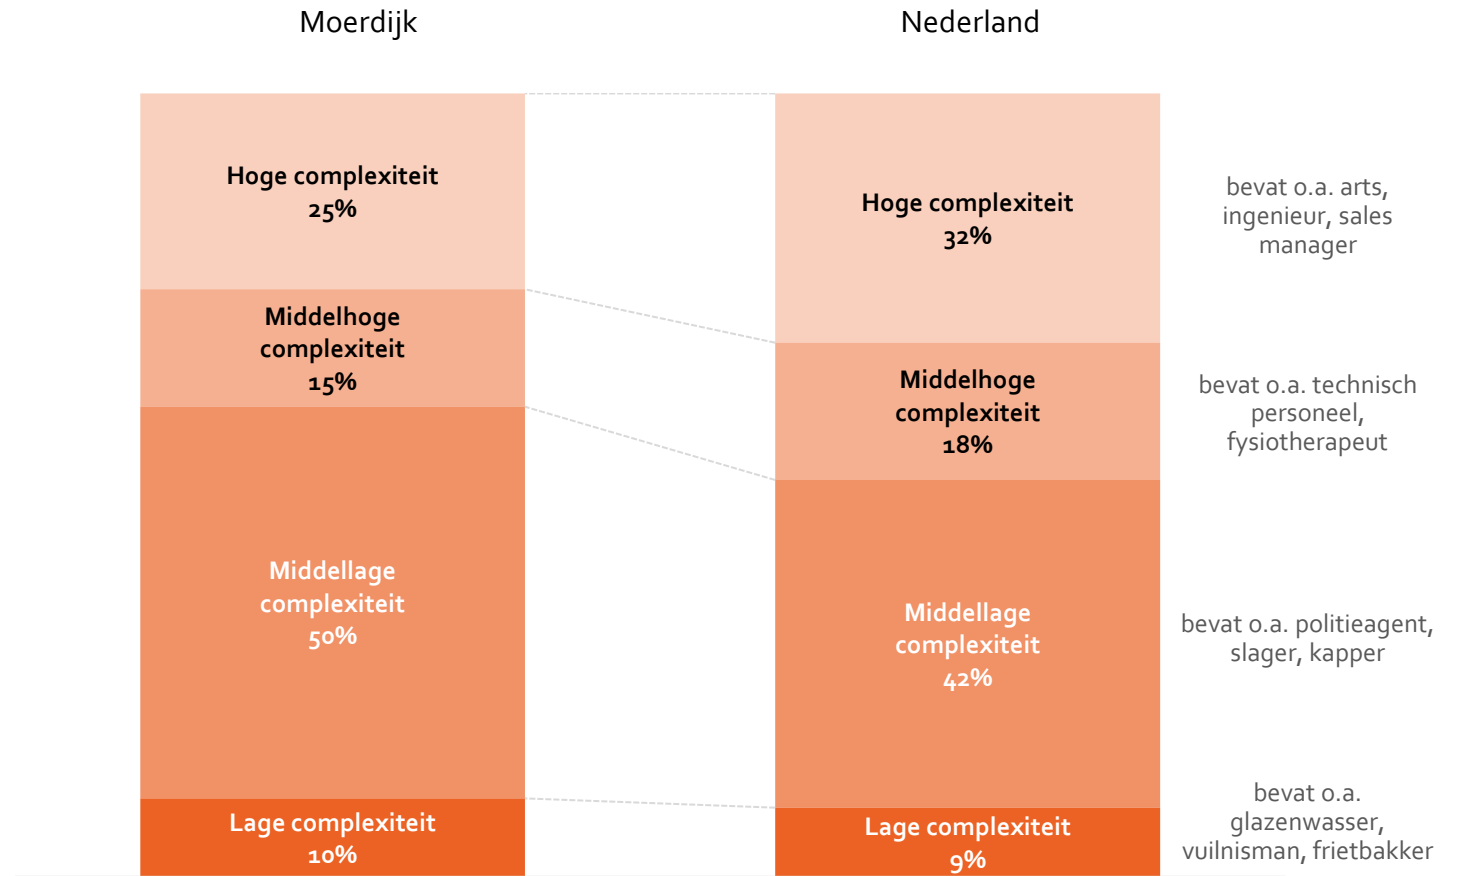 Moerdijk
Nederland
Hoge complexiteit
25%
Middelhoge
complexiteit
15%
Middellage
complexiteit
50%
Lage complexiteit
10%
Hoge complexiteit
32%
Middelhoge
complexiteit
18%
Middellage
complexiteit
42%
Lage complexiteit
9%
bevat o.a. arts,
ingenieur, sales
manager
bevat o.a. technisch
personeel,
fysiotherapeut
bevat o.a. politieagent,
slager, kapper
bevat o.a.
glazenwasser,
vuilnisman, frietbakker